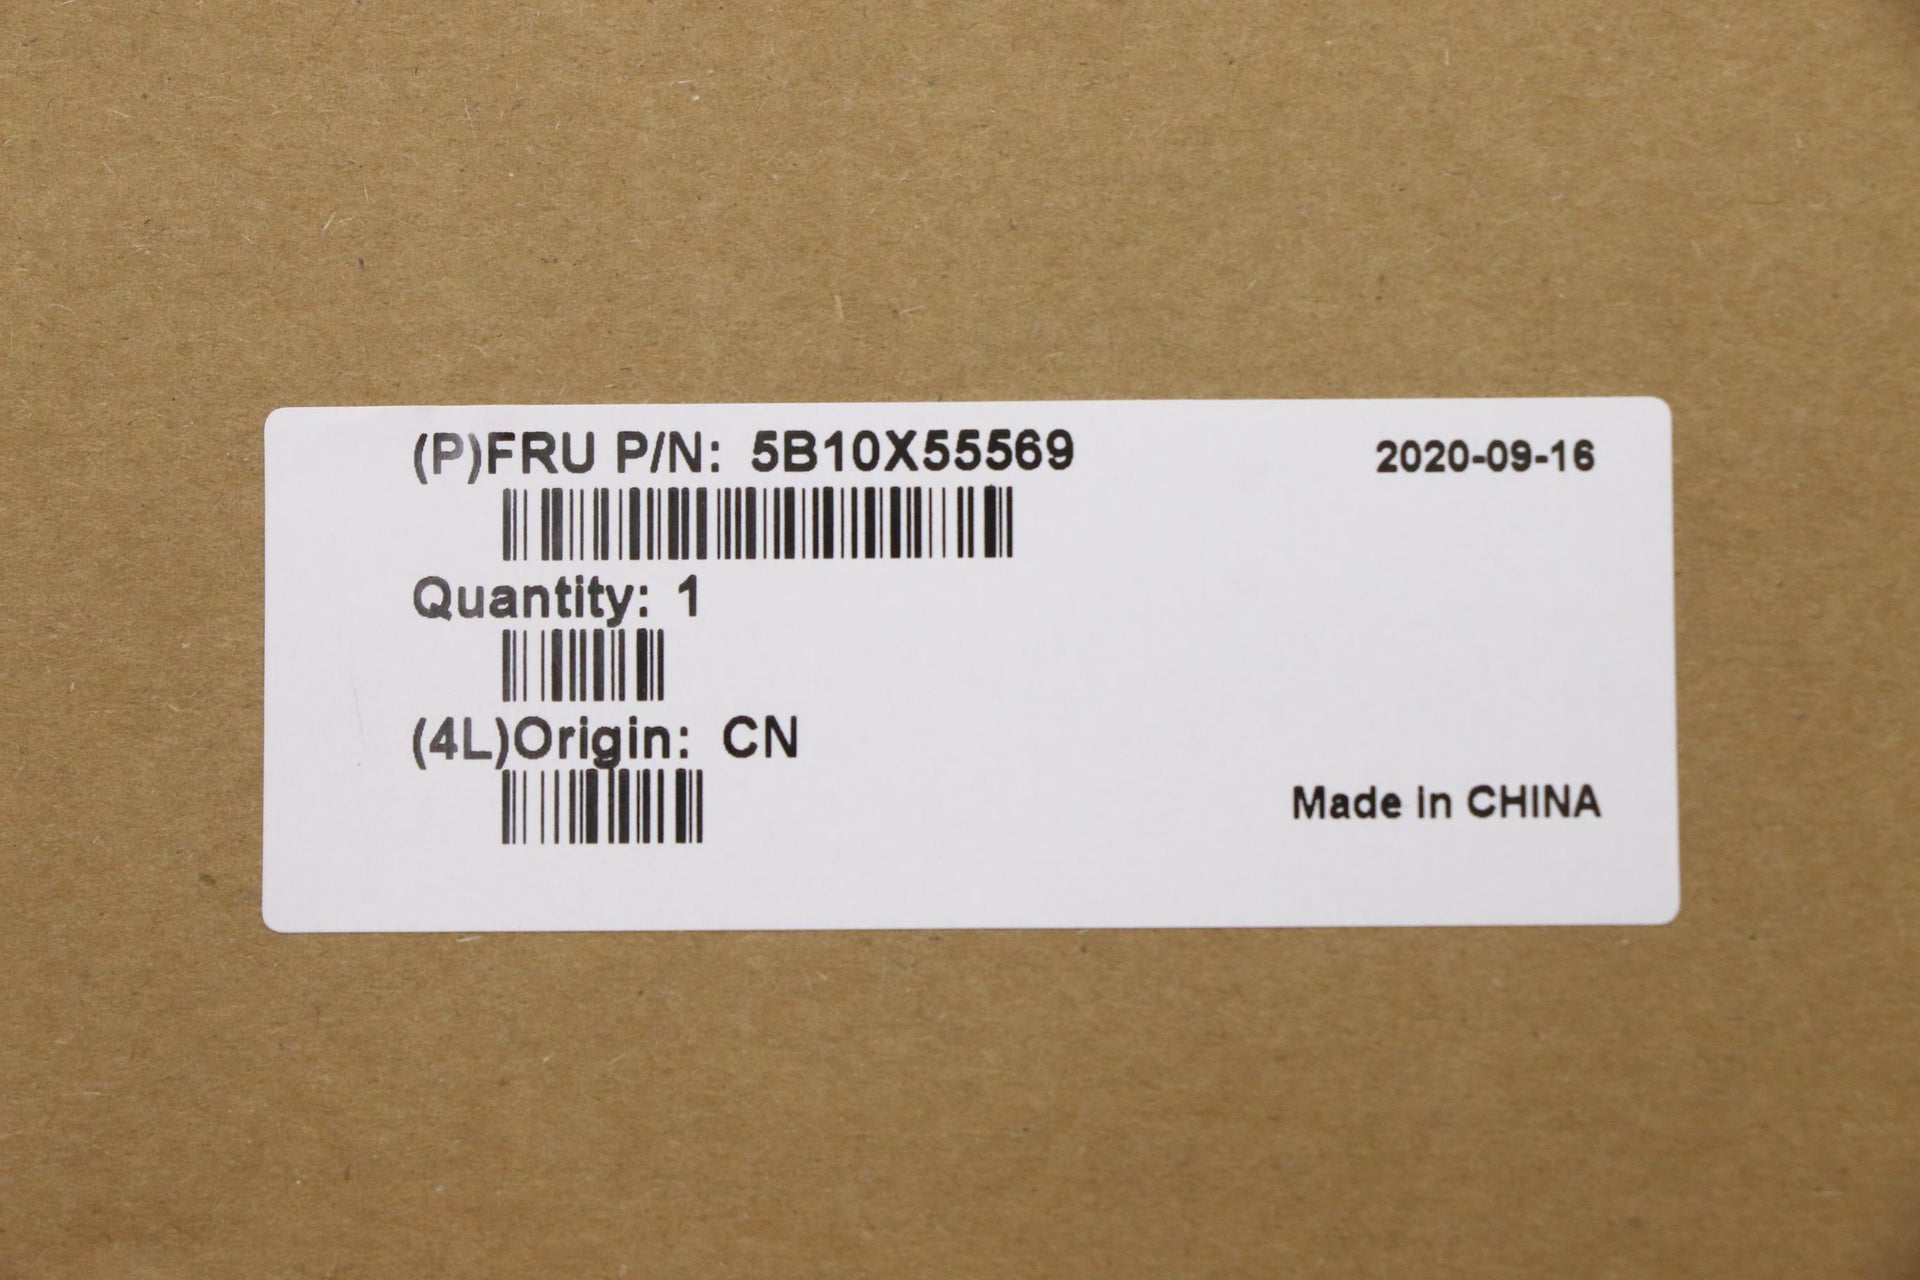 (P)FRU P/N: 5B10X55569
2020-09-16
Quantity: 1
(4L)Origin: CN
Made in CHINA